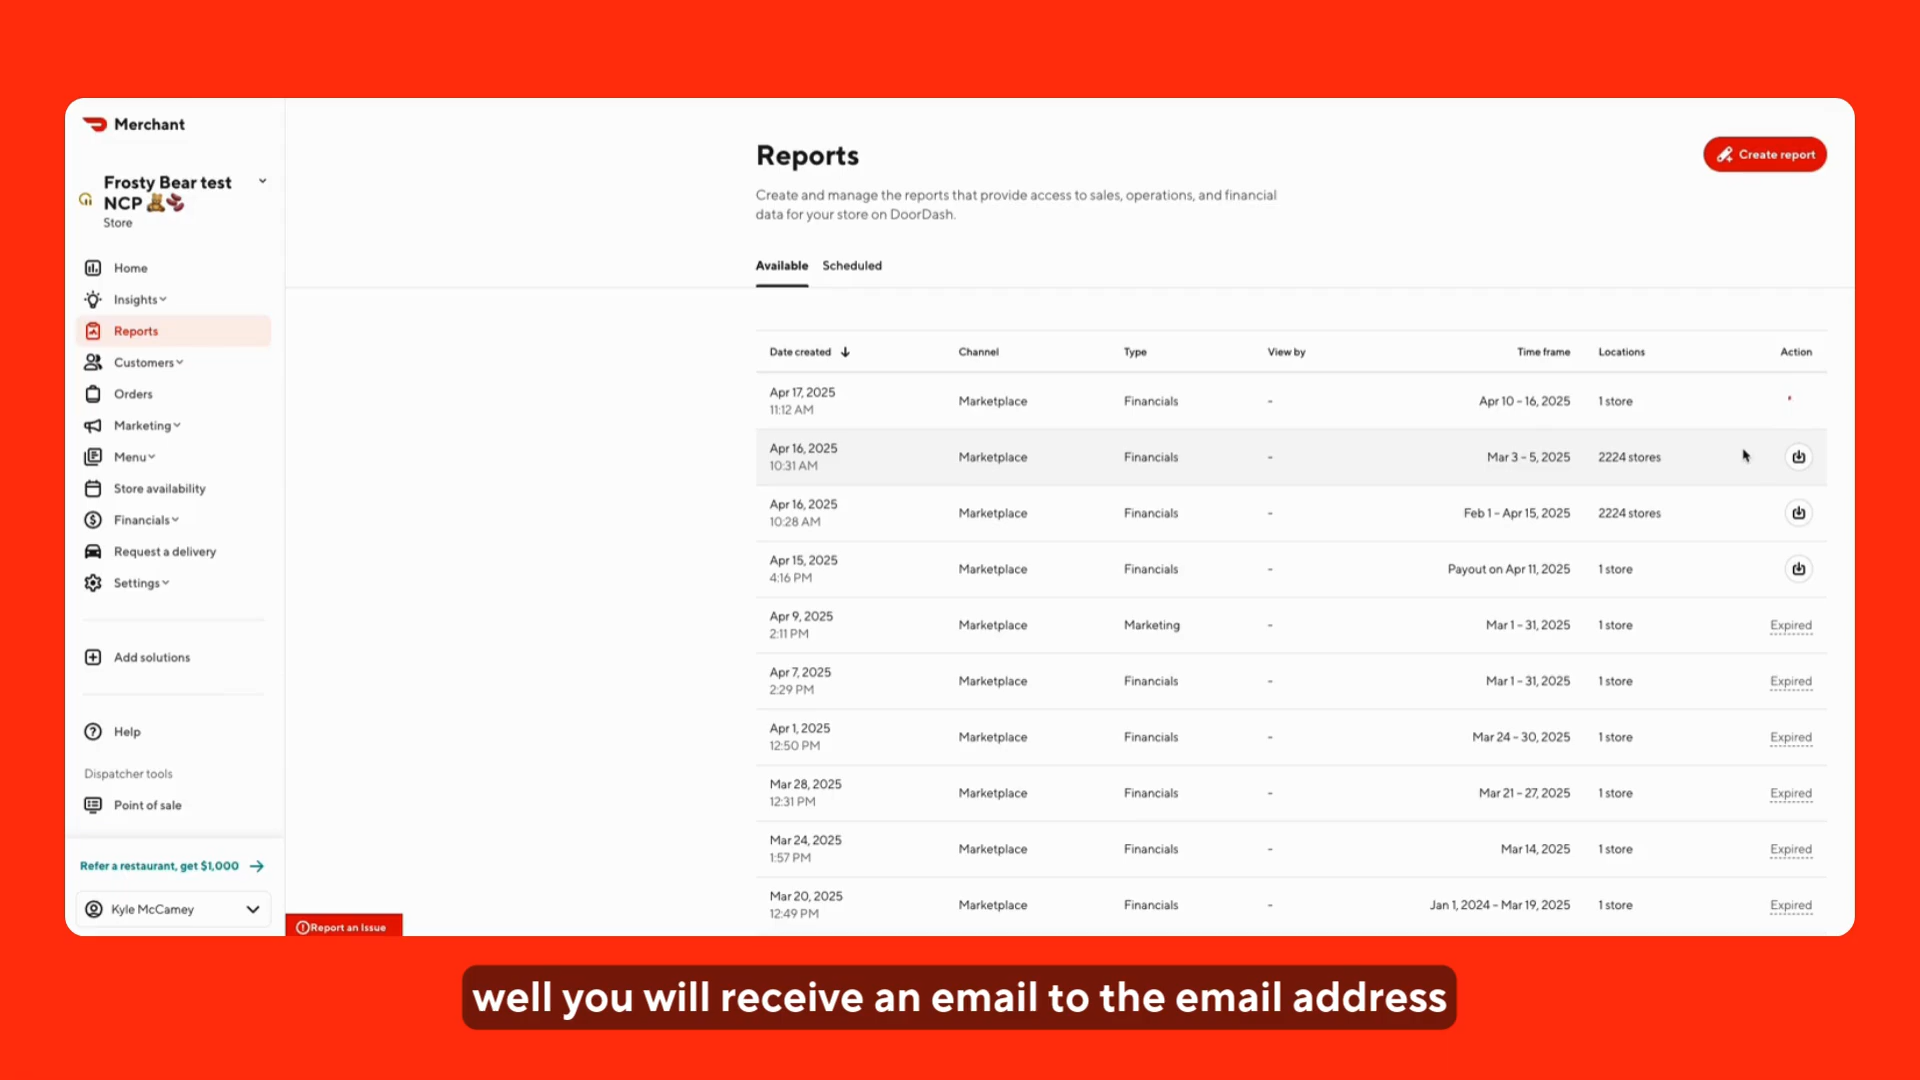 Merchant
Frosty Bear test
NCP 🧸🫘
Store
Home
Insights
Reports
Customers
Orders
Marketing
Menu
Store availability
Financials
Request a delivery
Settings
Add solutions
Help
Dispatcher tools
Point of sale
Refer a restaurant, get $1,000 →
Kyle McCamey
Report an Issue
Reports
Create report
Create and manage the reports that provide access to sales, operations, and financial
data for your store on DoorDash.
Available Scheduled
Date created ↓ Channel Type View by Time frame Locations Action
Apr 17, 2025
11:12 AM
Marketplace Financials - Apr 10 – 16, 2025 1 store
Apr 16, 2025
10:31 AM
Marketplace Financials - Mar 3 – 5, 2025 2224 stores
Apr 16, 2025
10:28 AM
Marketplace Financials - Feb 1 – Apr 15, 2025 2224 stores
Apr 15, 2025
4:16 PM
Marketplace Financials - Payout on Apr 11, 2025 1 store
Apr 9, 2025
2:11 PM
Marketplace Marketing - Mar 1 – 31, 2025 1 store Expired
Apr 7, 2025
2:29 PM
Marketplace Financials - Mar 1 – 31, 2025 1 store Expired
Apr 1, 2025
12:50 PM
Marketplace Financials - Mar 24 – 30, 2025 1 store Expired
Mar 28, 2025
12:31 PM
Marketplace Financials - Mar 21 – 27, 2025 1 store Expired
Mar 24, 2025
1:57 PM
Marketplace Financials - Mar 14, 2025 1 store Expired
Mar 20, 2025
12:49 PM
Marketplace Financials - Jan 1, 2024 – Mar 19, 2025 1 store Expired
well you will receive an email to the email address